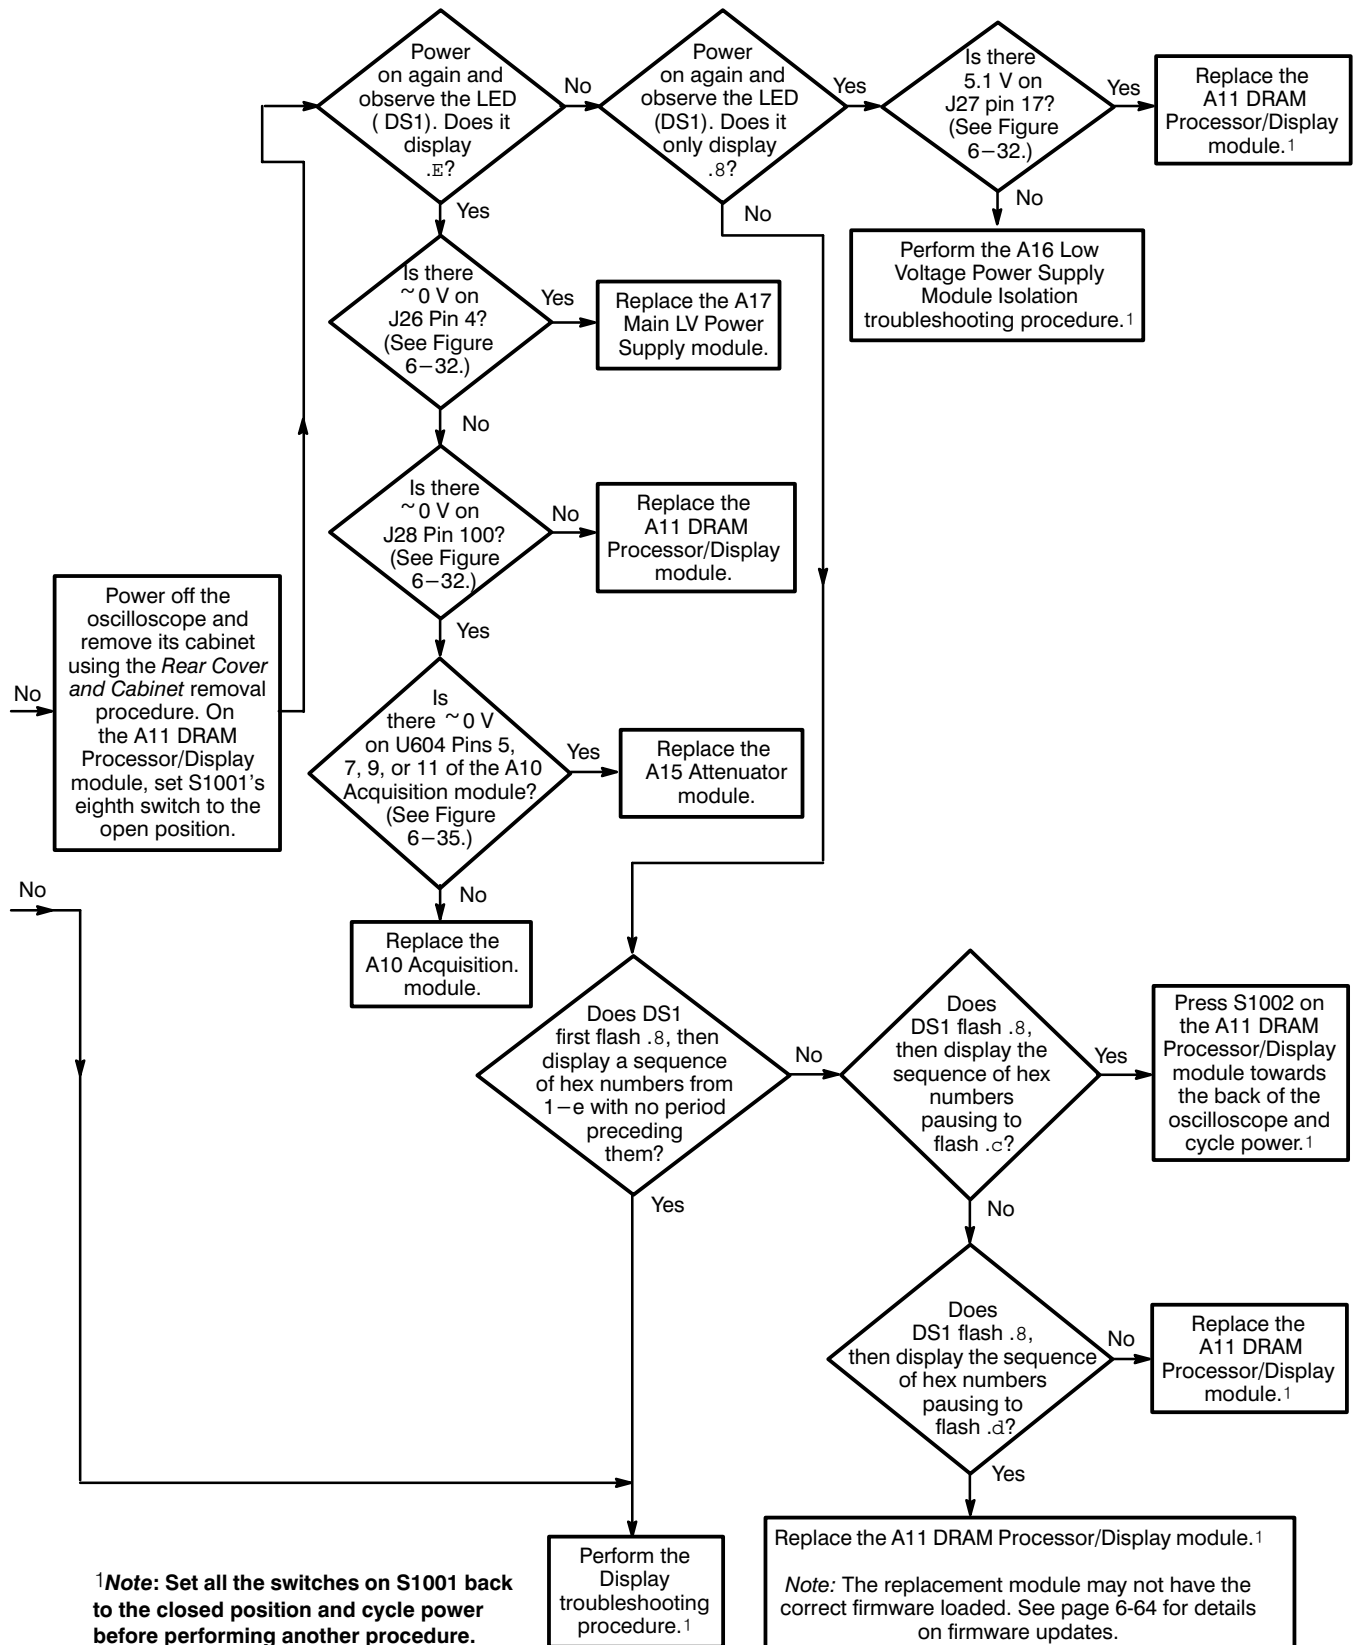 Power
on again and
observe the LED
( DS1). Does it
display
.E?
No
Power
on again and
observe the LED
(DS1). Does it
only display
.8?
Yes
Is there
5.1 V on
J27 pin 17?
(See Figure
6–32.)
Yes
Replace the
A11 DRAM
Processor/Display
module.1
Yes
No
No
Perform the A16 Low
Voltage Power Supply
Module Isolation
troubleshooting procedure.1
Is there
~0 V on
J26 Pin 4?
(See Figure
6–32.)
Yes
Replace the A17
Main LV Power
Supply module.
No
Is there
~0 V on
J28 Pin 100?
(See Figure
6–32.)
No
Replace the
A11 DRAM
Processor/Display
module.
Yes
No
Power off the
oscilloscope and
remove its cabinet
using the Rear Cover
and Cabinet removal
procedure. On
the A11 DRAM
Processor/Display
module, set S1001's
eighth switch to the
open position.
Is
there ~0 V
on U604 Pins 5,
7, 9, or 11 of the A10
Acquisition module?
(See Figure
6–35.)
Yes
Replace the
A15 Attenuator
module.
No
Replace the
A10 Acquisition.
module.
No
Does DS1
first flash .8, then
display a sequence
of hex numbers from
1–e with no period
preceding
them?
No
Does
DS1 flash .8,
then display the
sequence of hex
numbers
pausing to
flash .c?
Yes
Press S1002 on
the A11 DRAM
Processor/Display
module towards
the back of the
oscilloscope and
cycle power.1
Yes
No
Does
DS1 flash .8,
then display the sequence
of hex numbers
pausing to
flash .d?
No
Replace the
A11 DRAM
Processor/Display
module.1
Yes
Perform the
Display
troubleshooting
procedure.1
Replace the A11 DRAM Processor/Display module.1
Note: The replacement module may not have the
correct firmware loaded. See page 6-64 for details
on firmware updates.
1Note: Set all the switches on S1001 back
to the closed position and cycle power
before performing another procedure.